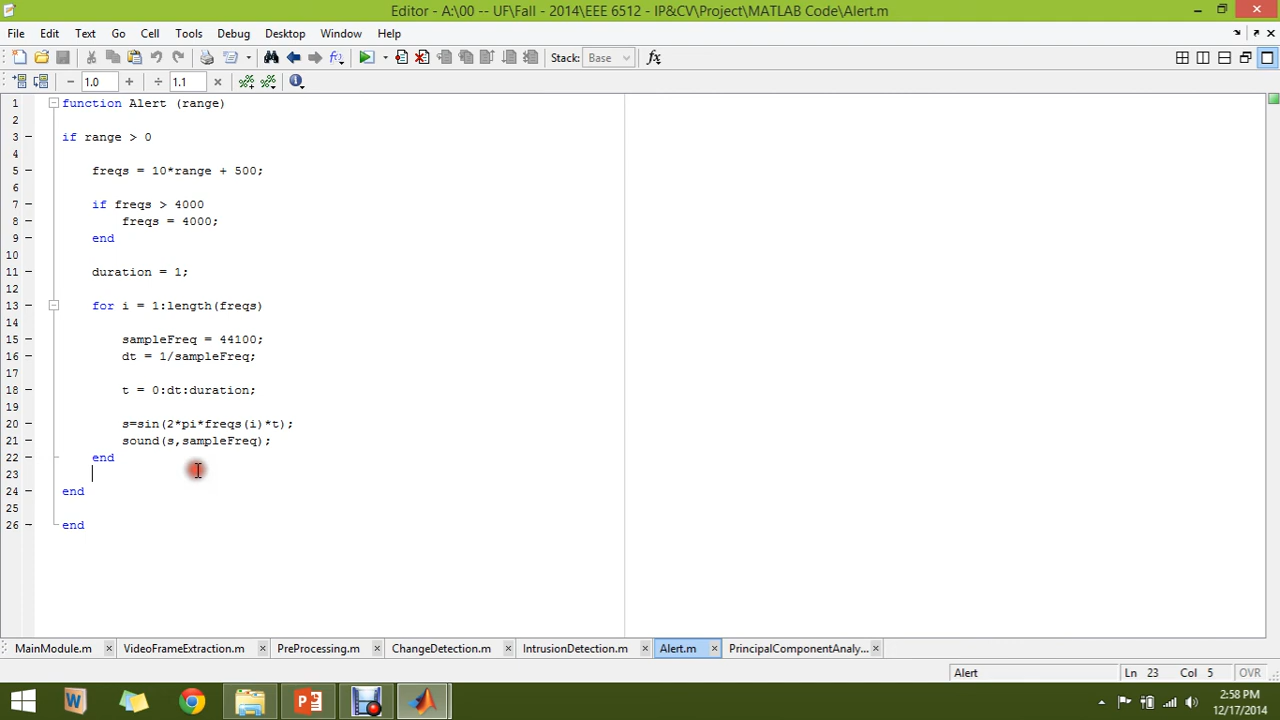 Editor - A:\00 -- UF\Fall - 2014\EEE 6512 - IP&CV\Project\MATLAB Code\Alert.m
File Edit Text Go Cell Tools Debug Desktop Window Help
Stack: Base fx
1.0 1.1
1 function Alert (range)
2
3 if range > 0
4
5 freqs = 10*range + 500;
6
7 if freqs > 4000
8 freqs = 4000;
9 end
10
11 duration = 1;
12
13 for i = 1:length(freqs)
14
15 sampleFreq = 44100;
16 dt = 1/sampleFreq;
17
18 t = 0:dt:duration;
19
20 s=sin(2*pi*freqs(i)*t);
21 sound(s,sampleFreq);
22 end
23
24 end
25
26 end
MainModule.m VideoFrameExtraction.m PreProcessing.m ChangeDetection.m IntrusionDetection.m Alert.m PrincipalComponentAnaly...
Alert Ln 23 Col 5 OVR
2:58 PM
12/17/2014